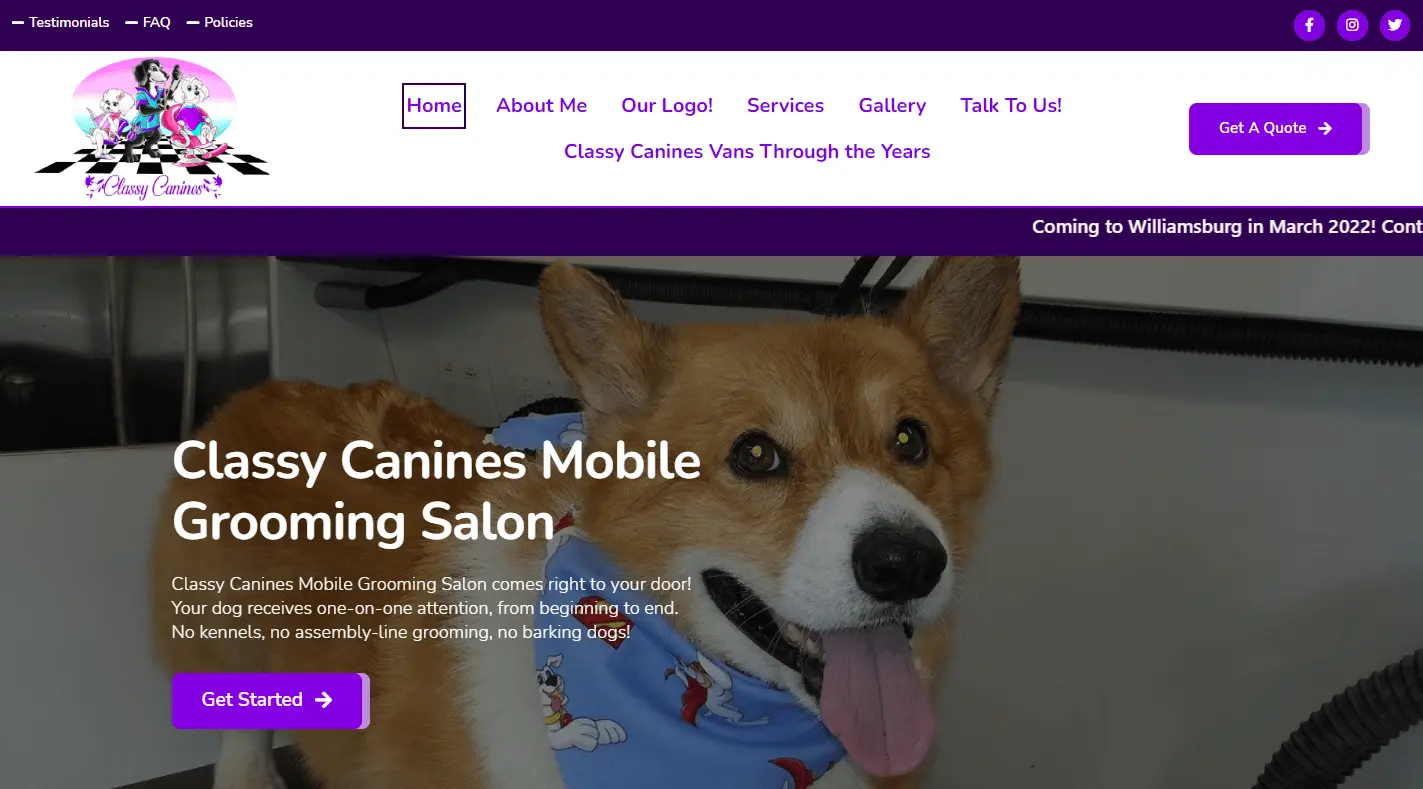 Testimonials FAQ Policies
Classy Canines
Home About Me Our Logo! Services Gallery Talk To Us!
Classy Canines Vans Through the Years
Get A Quote
Coming to Williamsburg in March 2022! Cont
Classy Canines Mobile
Grooming Salon
Classy Canines Mobile Grooming Salon comes right to your door!
Your dog receives one-on-one attention, from beginning to end.
No kennels, no assembly-line grooming, no barking dogs!
Get Started